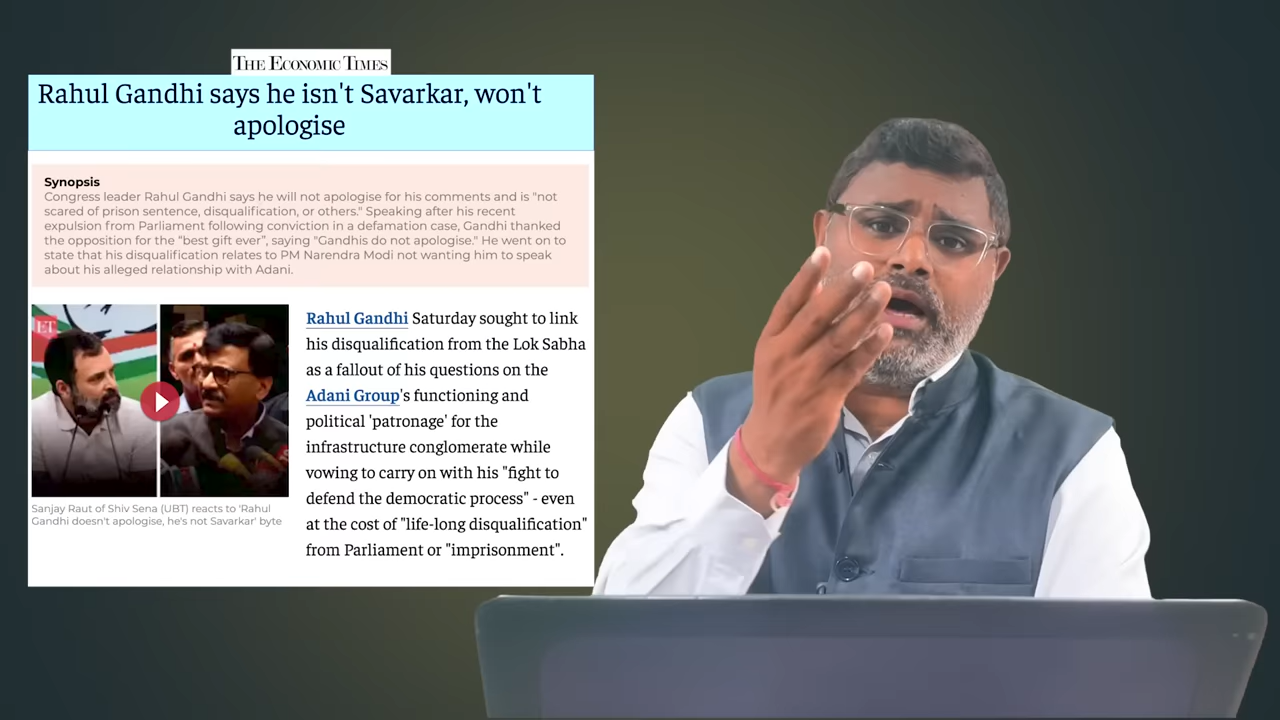 THE ECONOMIC TIMES
Rahul Gandhi says he isn't Savarkar, won't
apologise
Synopsis
Congress leader Rahul Gandhi says he will not apologise for his comments and is "not
scared of prison sentence, disqualification, or others." Speaking after his recent
expulsion from Parliament following conviction in a defamation case, Gandhi thanked
the opposition for the “best gift ever”, saying "Gandhis do not apologise." He went on to
state that his disqualification relates to PM Narendra Modi not wanting him to speak
about his alleged relationship with Adani.
ET
Sanjay Raut of Shiv Sena (UBT) reacts to 'Rahul
Gandhi doesn't apologise, he's not Savarkar' byte
Rahul Gandhi Saturday sought to link
his disqualification from the Lok Sabha
as a fallout of his questions on the
Adani Group's functioning and
political 'patronage' for the
infrastructure conglomerate while
vowing to carry on with his "fight to
defend the democratic process" - even
at the cost of "life-long disqualification"
from Parliament or "imprisonment".